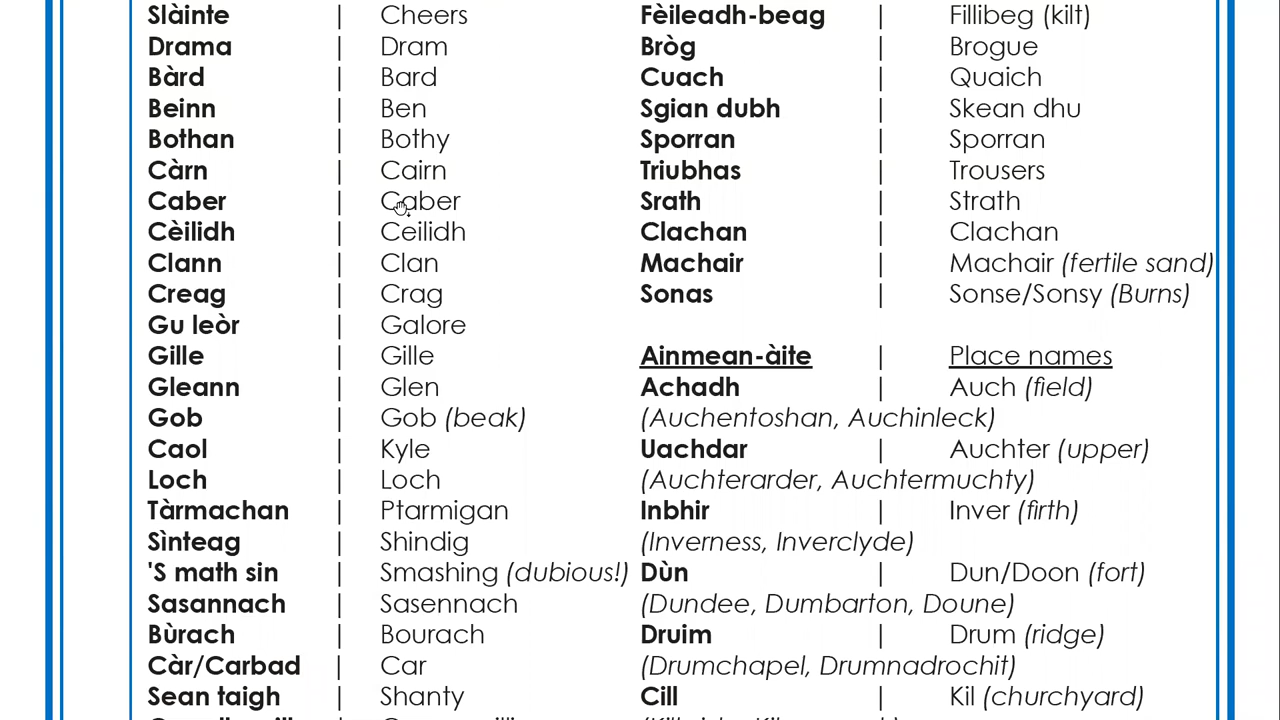 Slàinte | Cheers
Drama | Dram
Bàrd | Bard
Beinn | Ben
Bothan | Bothy
Càrn | Cairn
Caber | Caber
Cèilidh | Ceilidh
Clann | Clan
Creag | Crag
Gu leòr | Galore
Gille | Gille
Gleann | Glen
Gob | Gob (beak)
Caol | Kyle
Loch | Loch
Tàrmachan | Ptarmigan
Sìnteag | Shindig
'S math sin | Smashing (dubious!)
Sasannach | Sasennach
Bùrach | Bourach
Càr/Carbad | Car
Sean taigh | Shanty
Fèileadh-beag | Fillibeg (kilt)
Bròg | Brogue
Cuach | Quaich
Sgian dubh | Skean dhu
Sporran | Sporran
Triubhas | Trousers
Srath | Strath
Clachan | Clachan
Machair | Machair (fertile sand)
Sonas | Sonse/Sonsy (Burns)
Ainmean-àite | Place names
Achadh | Auch (field)
(Auchentoshan, Auchinleck)
Uachdar | Auchter (upper)
(Auchterarder, Auchtermuchty)
Inbhir | Inver (firth)
(Inverness, Inverclyde)
Dùn | Dun/Doon (fort)
(Dundee, Dumbarton, Doune)
Druim | Drum (ridge)
(Drumchapel, Drumnadrochit)
Cill | Kil (churchyard)